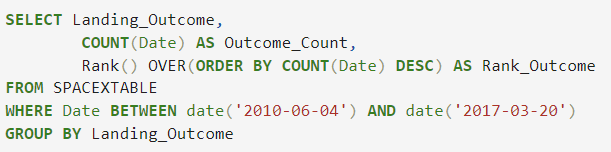 SELECT Landing_Outcome,
COUNT(Date) AS Outcome_Count,
Rank() OVER(ORDER BY COUNT(Date) DESC) AS Rank_Outcome
FROM SPACEXTABLE
WHERE Date BETWEEN date('2010-06-04') AND date('2017-03-20')
GROUP BY Landing_Outcome